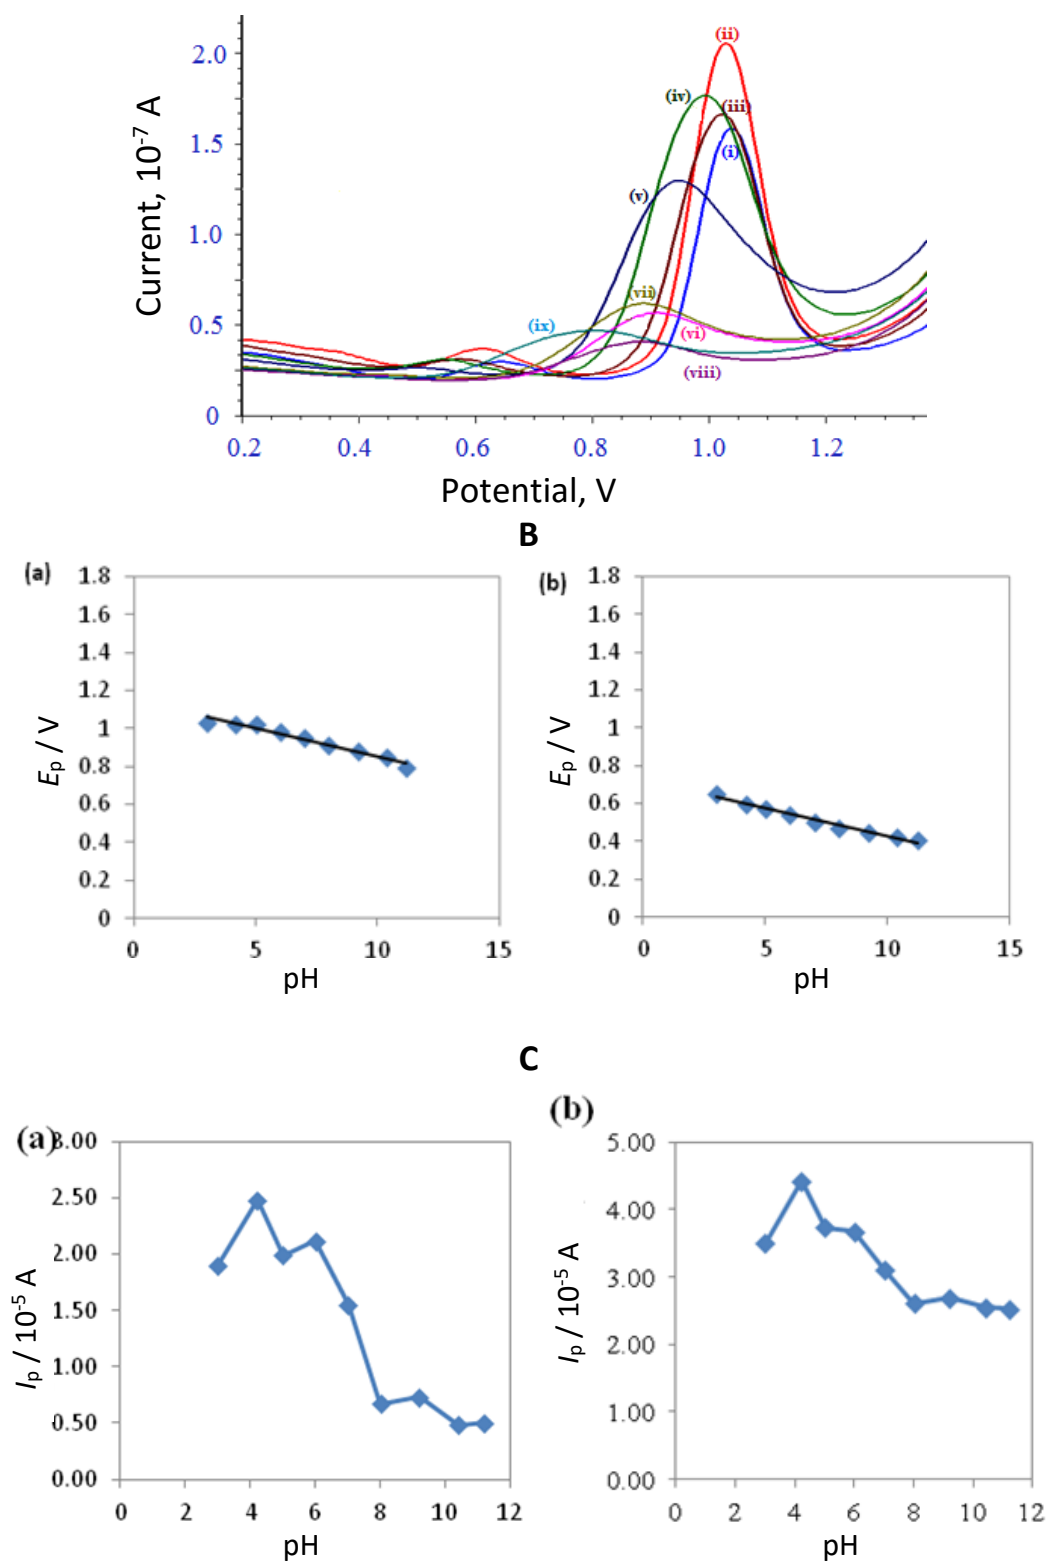 2.0
1.5
1.0
0.5
0
Current, 10⁻⁷ A
(ii)
(iv)
(iii)
(i)
(v)
(vii)
(ix)
(vi)
(viii)
0.2 0.4 0.6 0.8 1.0 1.2
Potential, V
B
(a)
1.8
1.6
1.4
1.2
1
0.8
0.6
0.4
0.2
0
Eₚ / V
0 5 10 15
pH
(b)
1.8
1.6
1.4
1.2
1
0.8
0.6
0.4
0.2
0
Eₚ / V
0 5 10 15
pH
C
(a)
3.00
2.50
2.00
1.50
1.00
0.50
0.00
Iₚ / 10⁻⁵ A
0 2 4 6 8 10 12
pH
(b)
5.00
4.00
3.00
2.00
1.00
0.00
Iₚ / 10⁻⁵ A
0 2 4 6 8 10 12
pH